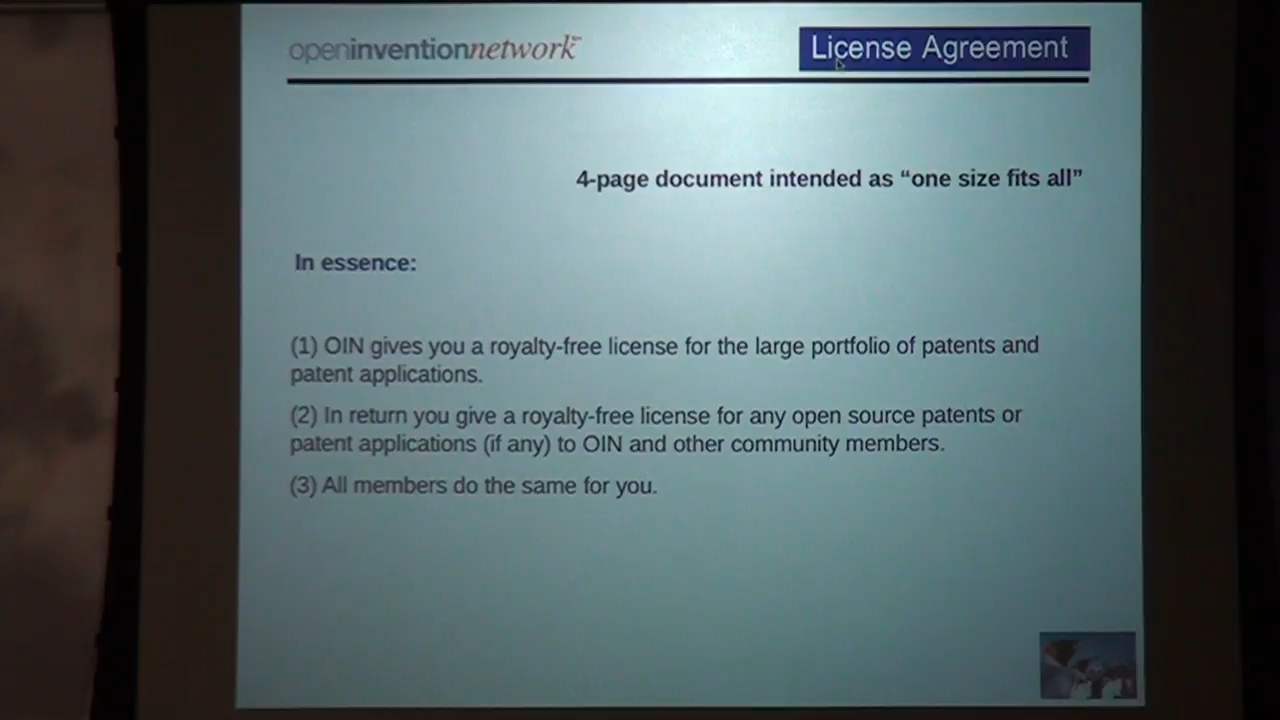 openinventionnetwork
License Agreement
4-page document intended as “one size fits all”
In essence:
(1) OIN gives you a royalty-free license for the large portfolio of patents and
patent applications.
(2) In return you give a royalty-free license for any open source patents or
patent applications (if any) to OIN and other community members.
(3) All members do the same for you.